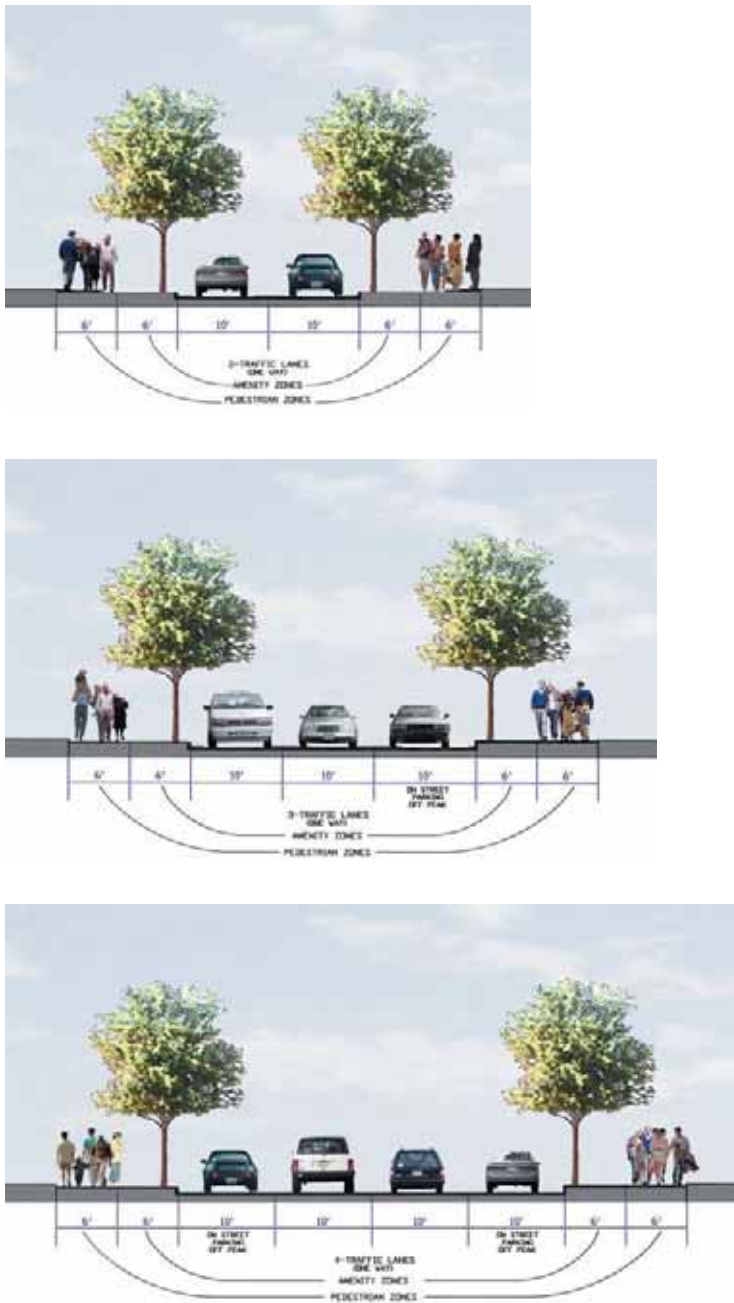 6' 6' 10' 10' 6' 6'
2-TRAFFIC LANES
(ONE WAY)
AMENITY ZONES
PEDESTRIAN ZONES
6' 6' 10' 10' 10' 6' 6'
ON STREET
PARKING
OFF PEAK
3-TRAFFIC LANES
(ONE WAY)
AMENITY ZONES
PEDESTRIAN ZONES
6' 6' 10' 10' 10' 10' 6' 6'
ON STREET
PARKING
OFF PEAK
ON STREET
PARKING
OFF PEAK
4-TRAFFIC LANES
(ONE WAY)
AMENITY ZONES
PEDESTRIAN ZONES